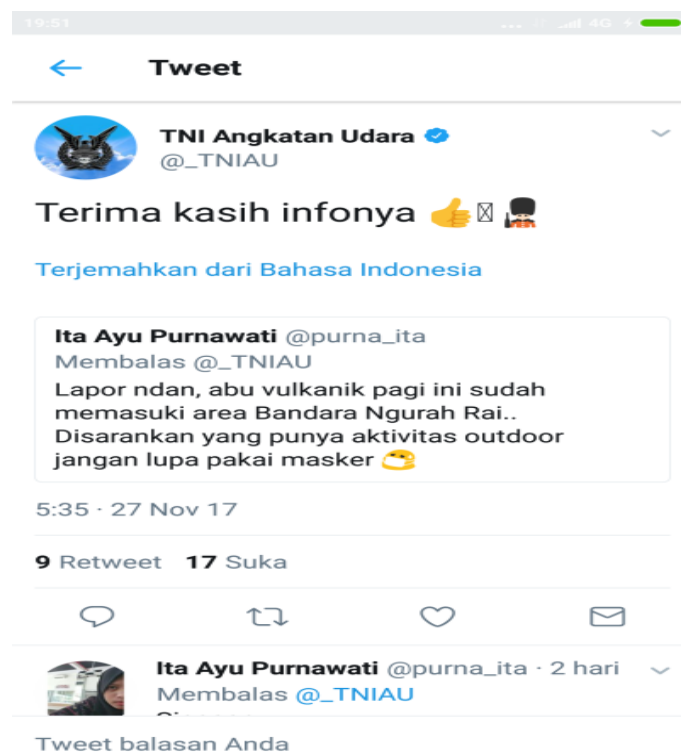 19:51
4G
Tweet
TNI Angkatan Udara
@_TNIAU
Terima kasih infonya
Terjemahkan dari Bahasa Indonesia
Ita Ayu Purnawati @purna_ita
Membalas @_TNIAU
Lapor ndan, abu vulkanik pagi ini sudah
memasuki area Bandara Ngurah Rai..
Disarankan yang punya aktivitas outdoor
jangan lupa pakai masker
5:35 · 27 Nov 17
9 Retweet 17 Suka
Ita Ayu Purnawati @purna_ita · 2 hari
Membalas @_TNIAU
Tweet balasan Anda